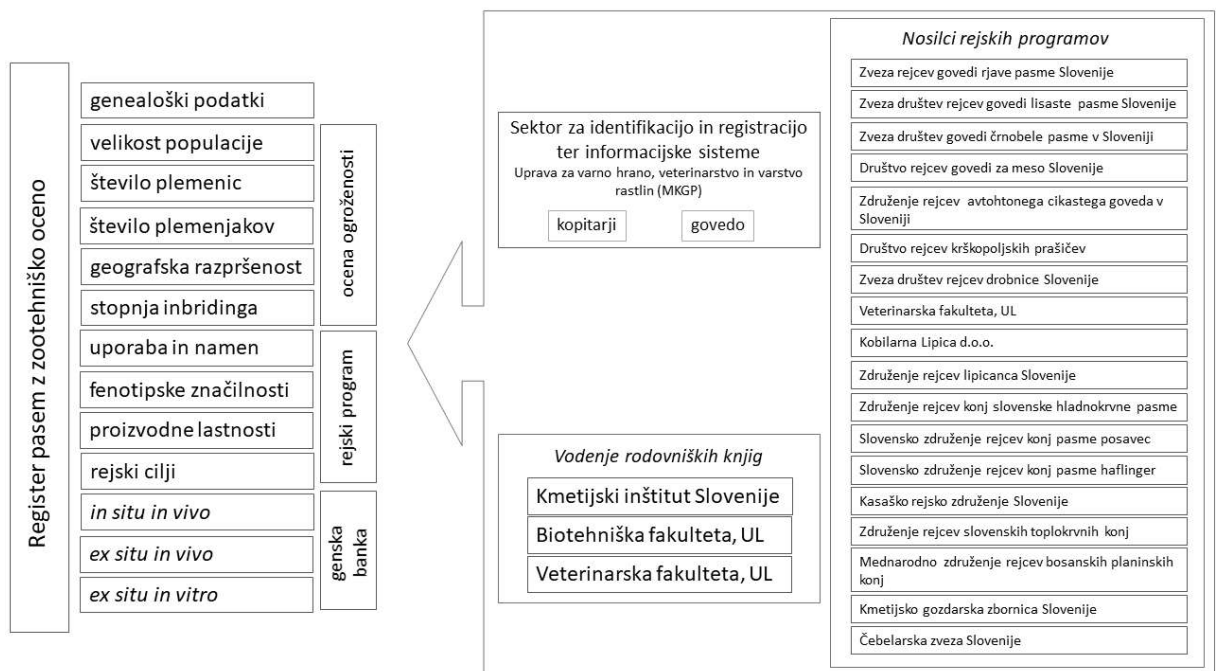 Register pasem z zootehniško oceno
genealoški podatki
velikost populacije
število plemenic
število plemenjakov
geografska razpršenost
stopnja inbridinga
uporaba in namen
fenotipske značilnosti
proizvodne lastnosti
rejski cilji
in situ in vivo
ex situ in vivo
ex situ in vitro
ocena ogroženosti
rejski program
genska
banka
Sektor za identifikacijo in registracijo
ter informacijske sisteme
Uprava za varno hrano, veterinarstvo in varstvo
rastlin (MKGP)
kopitarji
govedo
Vodenje rodovniških knjig
Kmetijski inštitut Slovenije
Biotehniška fakulteta, UL
Veterinarska fakulteta, UL
Nosilci rejskih programov
Zveza rejcev govedi rjave pasme Slovenije
Zveza društev rejcev govedi lisaste pasme Slovenije
Zveza društev govedi črnobele pasme v Sloveniji
Društvo rejcev govedi za meso Slovenije
Združenje rejcev avtohtonega cikastega goveda v
Sloveniji
Društvo rejcev krškopoljskih prašičev
Zveza društev rejcev drobnice Slovenije
Veterinarska fakulteta, UL
Kobilarna Lipica d.o.o.
Združenje rejcev lipicanca Slovenije
Združenje rejcev konj slovenske hladnokrvne pasme
Slovensko združenje rejcev konj pasme posavec
Slovensko združenje rejcev konj pasme haflinger
Kasaško rejsko združenje Slovenije
Združenje rejcev slovenskih toplokrvnih konj
Mednarodno združenje rejcev bosanskih planinskih
konj
Kmetijsko gozdarska zbornica Slovenije
Čebelarska zveza Slovenije